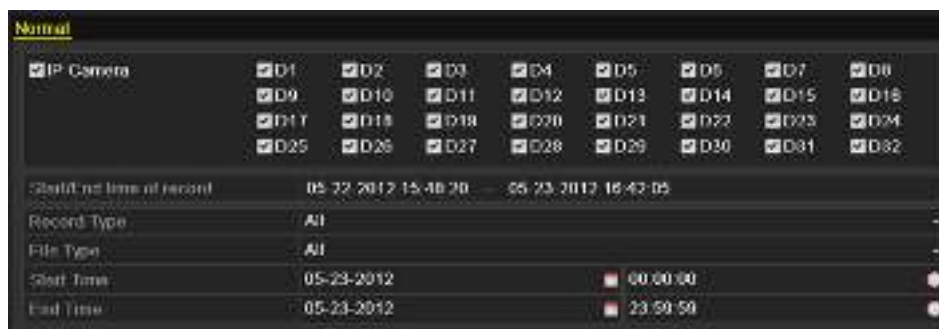 Normal
IP Camera D1 D2 D3 D4 D5 D6 D7 D8
D9 D10 D11 D12 D13 D14 D15 D16
D17 D18 D19 D20 D21 D22 D23 D24
D25 D26 D27 D28 D29 D30 D31 D32
Start/End time of record 05-22-2012 15:48:20 -- 05-23-2012 16:42:05
Record Type All
File Type All
Start Time 05-23-2012 00:00:00
End Time 05-23-2012 23:59:59